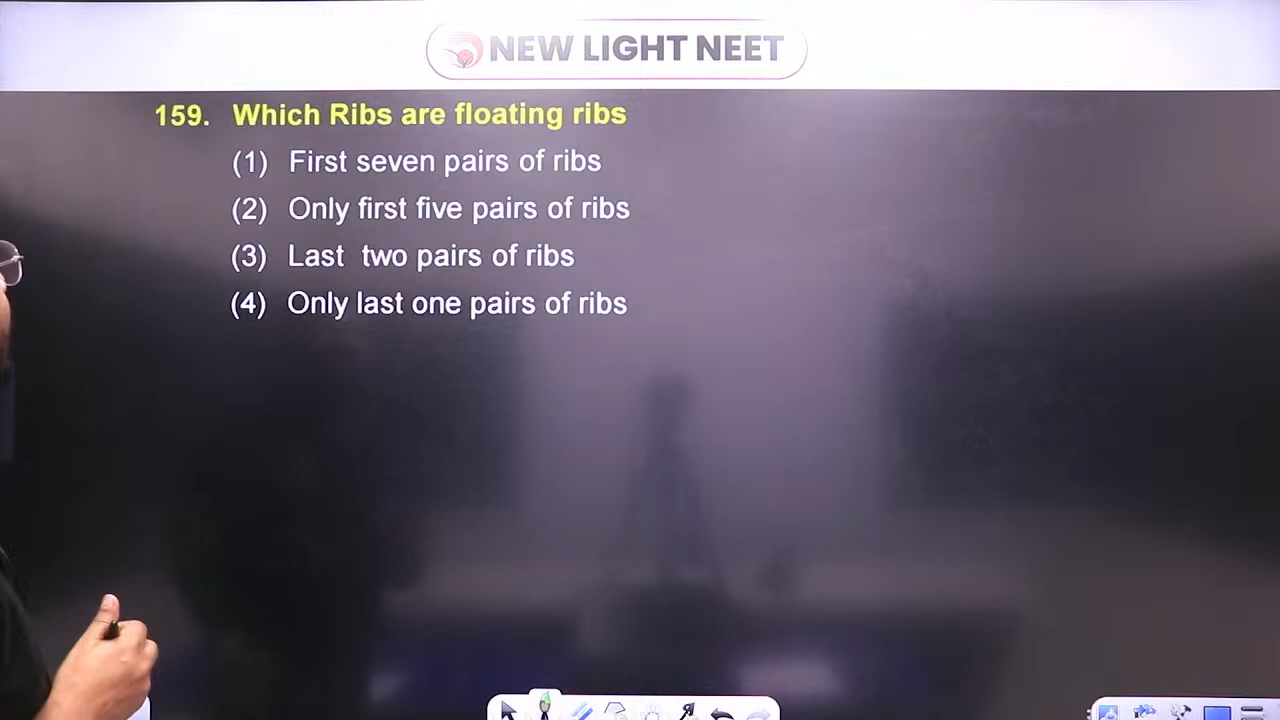 NEW LIGHT NEET
159. Which Ribs are floating ribs
(1) First seven pairs of ribs
(2) Only first five pairs of ribs
(3) Last two pairs of ribs
(4) Only last one pairs of ribs